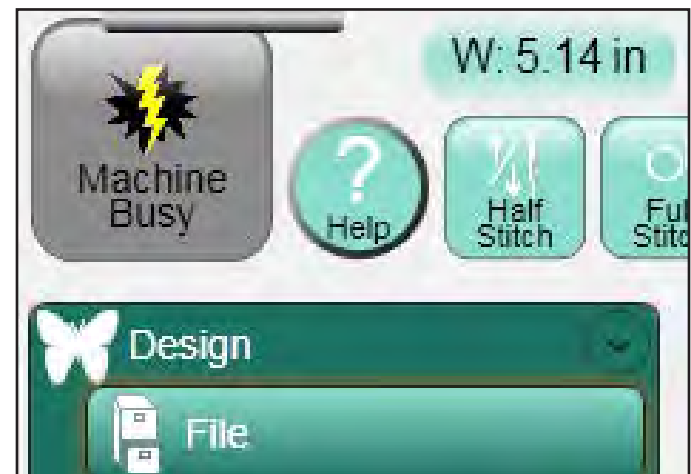 W: 5.14 in
Machine
Busy
?
Help
Half
Stitch
Design
File